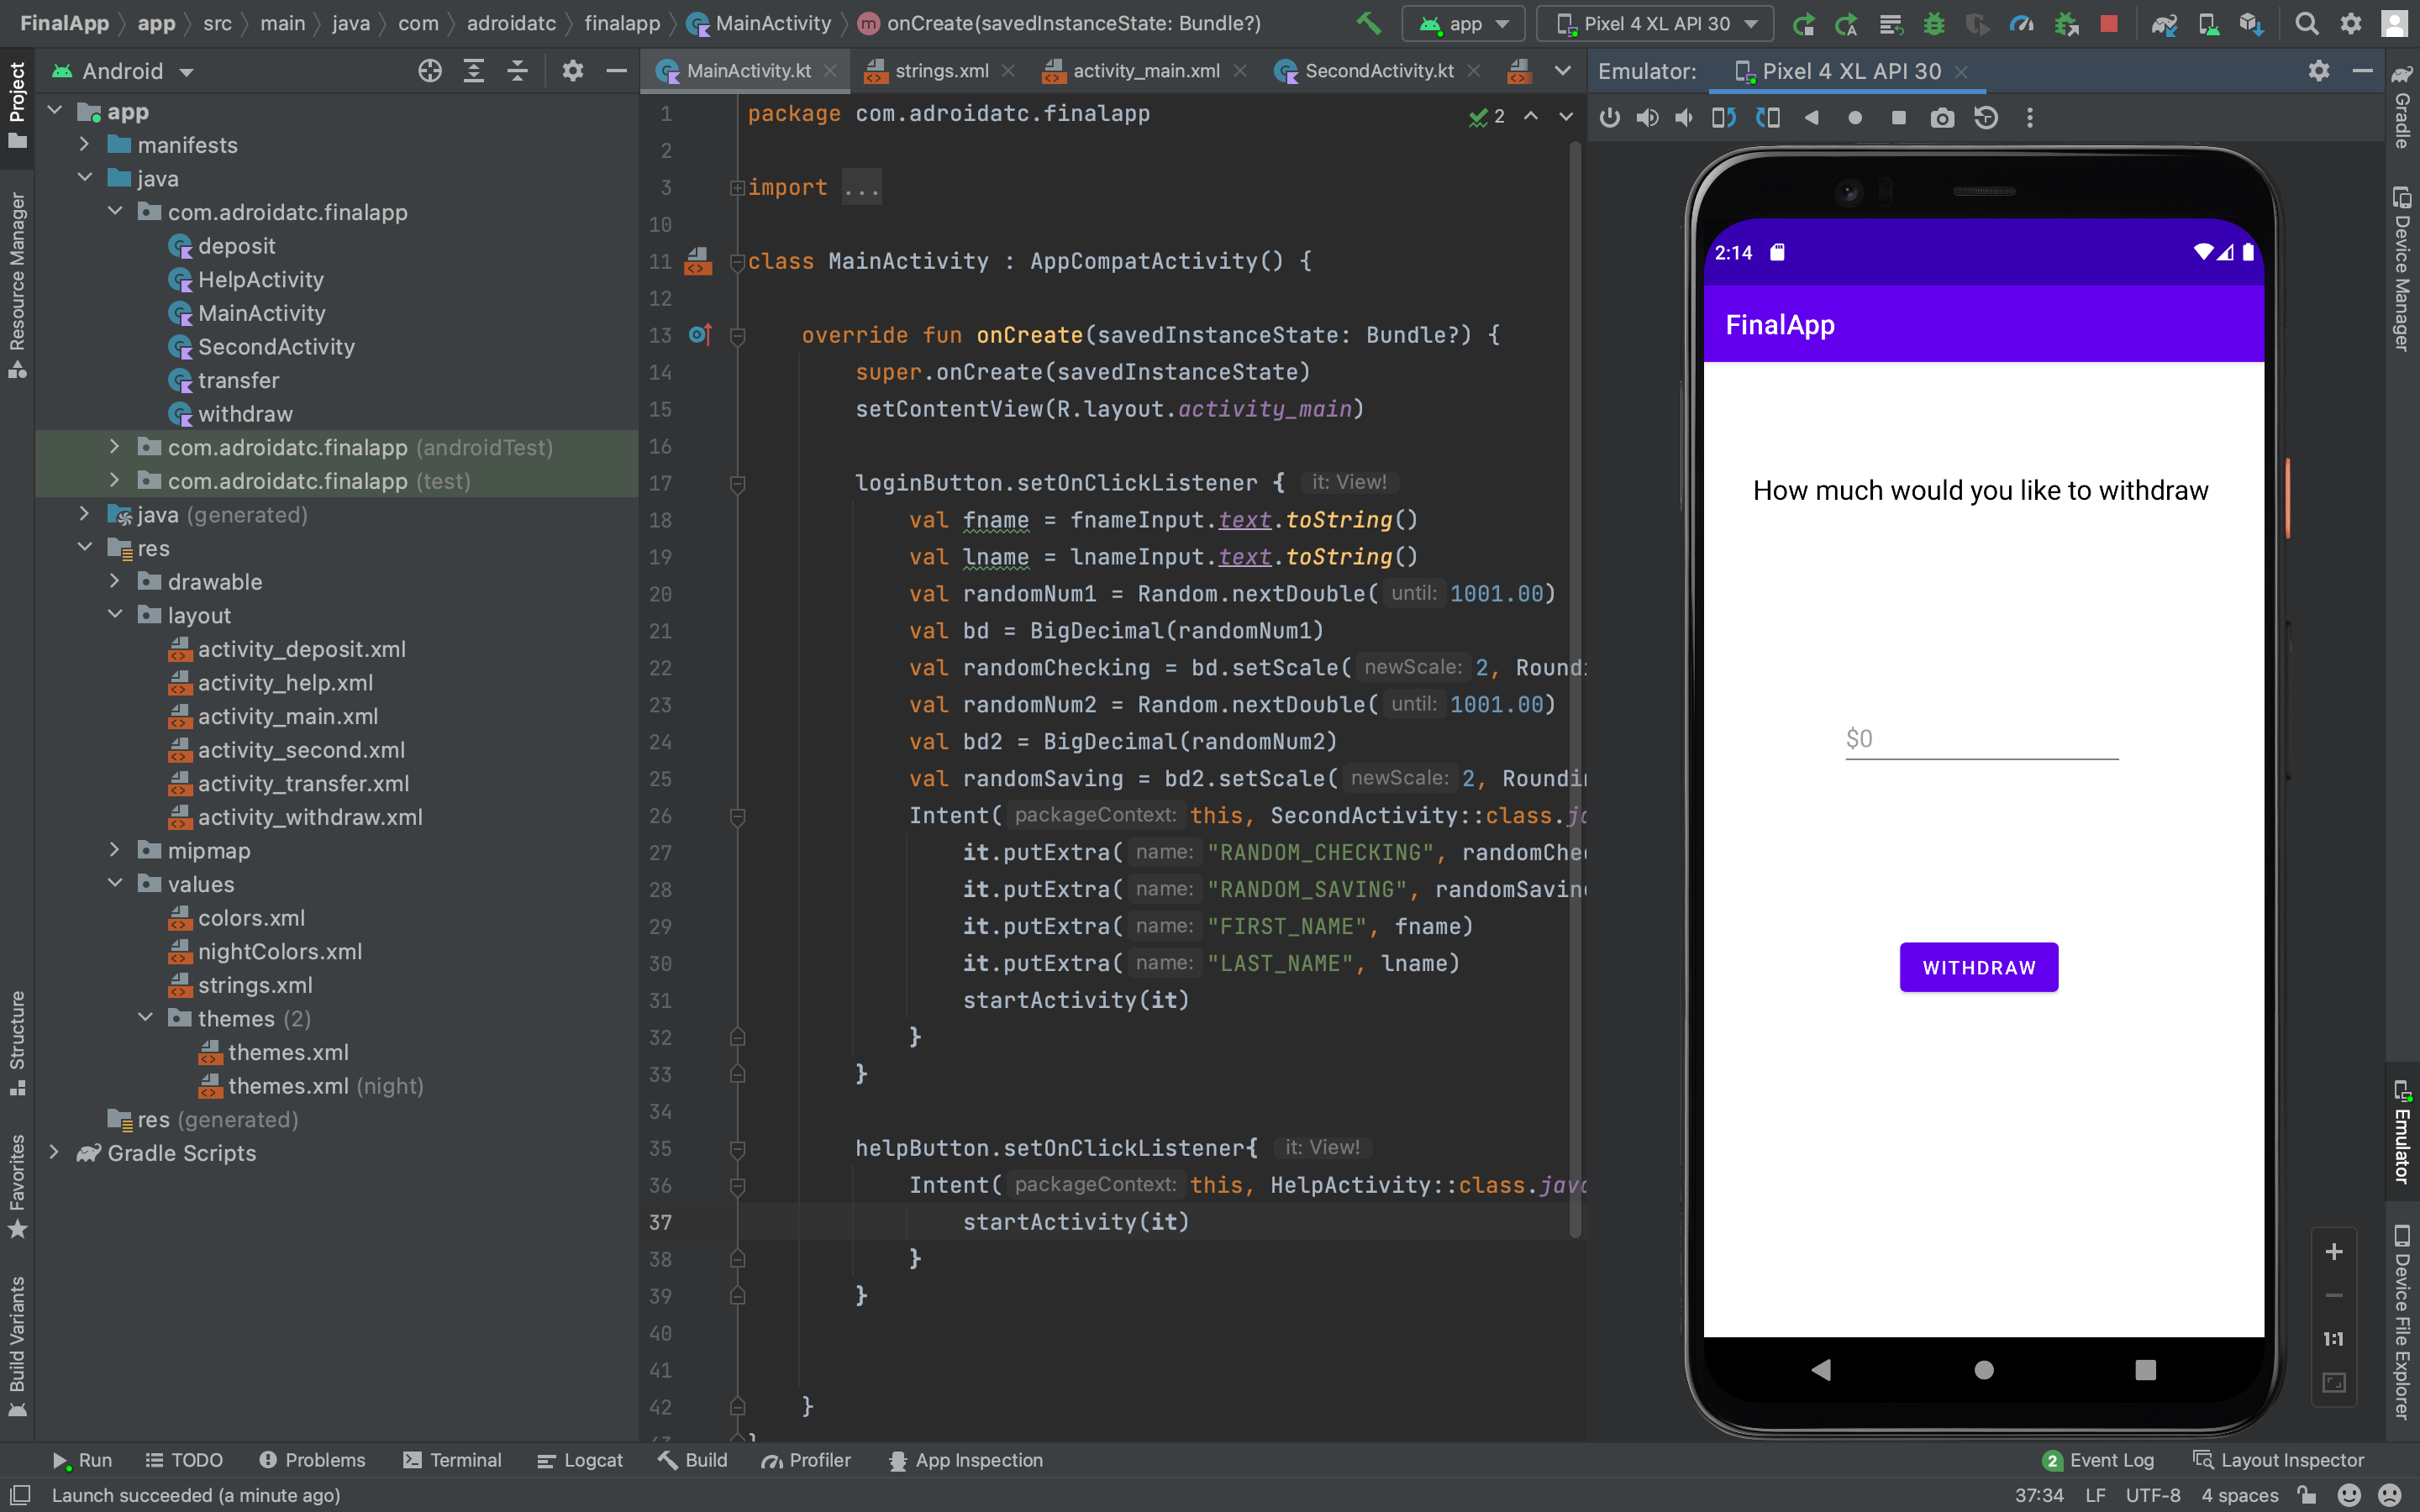 FinalApp app src main java com adroidatc finalapp MainActivity onCreate(savedInstanceState: Bundle?)
app Pixel 4 XL API 30
Project
Resource Manager
Structure
Favorites
Build Variants
Android
app
manifests
java
com.adroidatc.finalapp
deposit
HelpActivity
MainActivity
SecondActivity
transfer
withdraw
com.adroidatc.finalapp (androidTest)
com.adroidatc.finalapp (test)
java (generated)
res
drawable
layout
activity_deposit.xml
activity_help.xml
activity_main.xml
activity_second.xml
activity_transfer.xml
activity_withdraw.xml
mipmap
values
colors.xml
nightColors.xml
strings.xml
themes (2)
themes.xml
themes.xml (night)
res (generated)
Gradle Scripts
MainActivity.kt strings.xml activity_main.xml SecondActivity.kt
2
1 package com.adroidatc.finalapp
2
3 import ...
10
11 class MainActivity : AppCompatActivity() {
12
13 override fun onCreate(savedInstanceState: Bundle?) {
14 super.onCreate(savedInstanceState)
15 setContentView(R.layout.activity_main)
16
17 loginButton.setOnClickListener { it: View!
18 val fname = fnameInput.text.toString()
19 val lname = lnameInput.text.toString()
20 val randomNum1 = Random.nextDouble( until: 1001.00)
21 val bd = BigDecimal(randomNum1)
22 val randomChecking = bd.setScale( newScale: 2, Roundi
23 val randomNum2 = Random.nextDouble( until: 1001.00)
24 val bd2 = BigDecimal(randomNum2)
25 val randomSaving = bd2.setScale( newScale: 2, Roundin
26 Intent( packageContext: this, SecondActivity::class.ja
27 it.putExtra( name: "RANDOM_CHECKING", randomChec
28 it.putExtra( name: "RANDOM_SAVING", randomSaving
29 it.putExtra( name: "FIRST_NAME", fname)
30 it.putExtra( name: "LAST_NAME", lname)
31 startActivity(it)
32 }
33 }
34
35 helpButton.setOnClickListener{ it: View!
36 Intent( packageContext: this, HelpActivity::class.java
37 startActivity(it)
38 }
39 }
40
41
42 }
Emulator: Pixel 4 XL API 30
2:14
FinalApp
How much would you like to withdraw
$0
WITHDRAW
1:1
Gradle
Device Manager
Emulator
Device File Explorer
Run TODO Problems Terminal Logcat Build Profiler App Inspection
2 Event Log Layout Inspector
Launch succeeded (a minute ago)
37:34 LF UTF-8 4 spaces